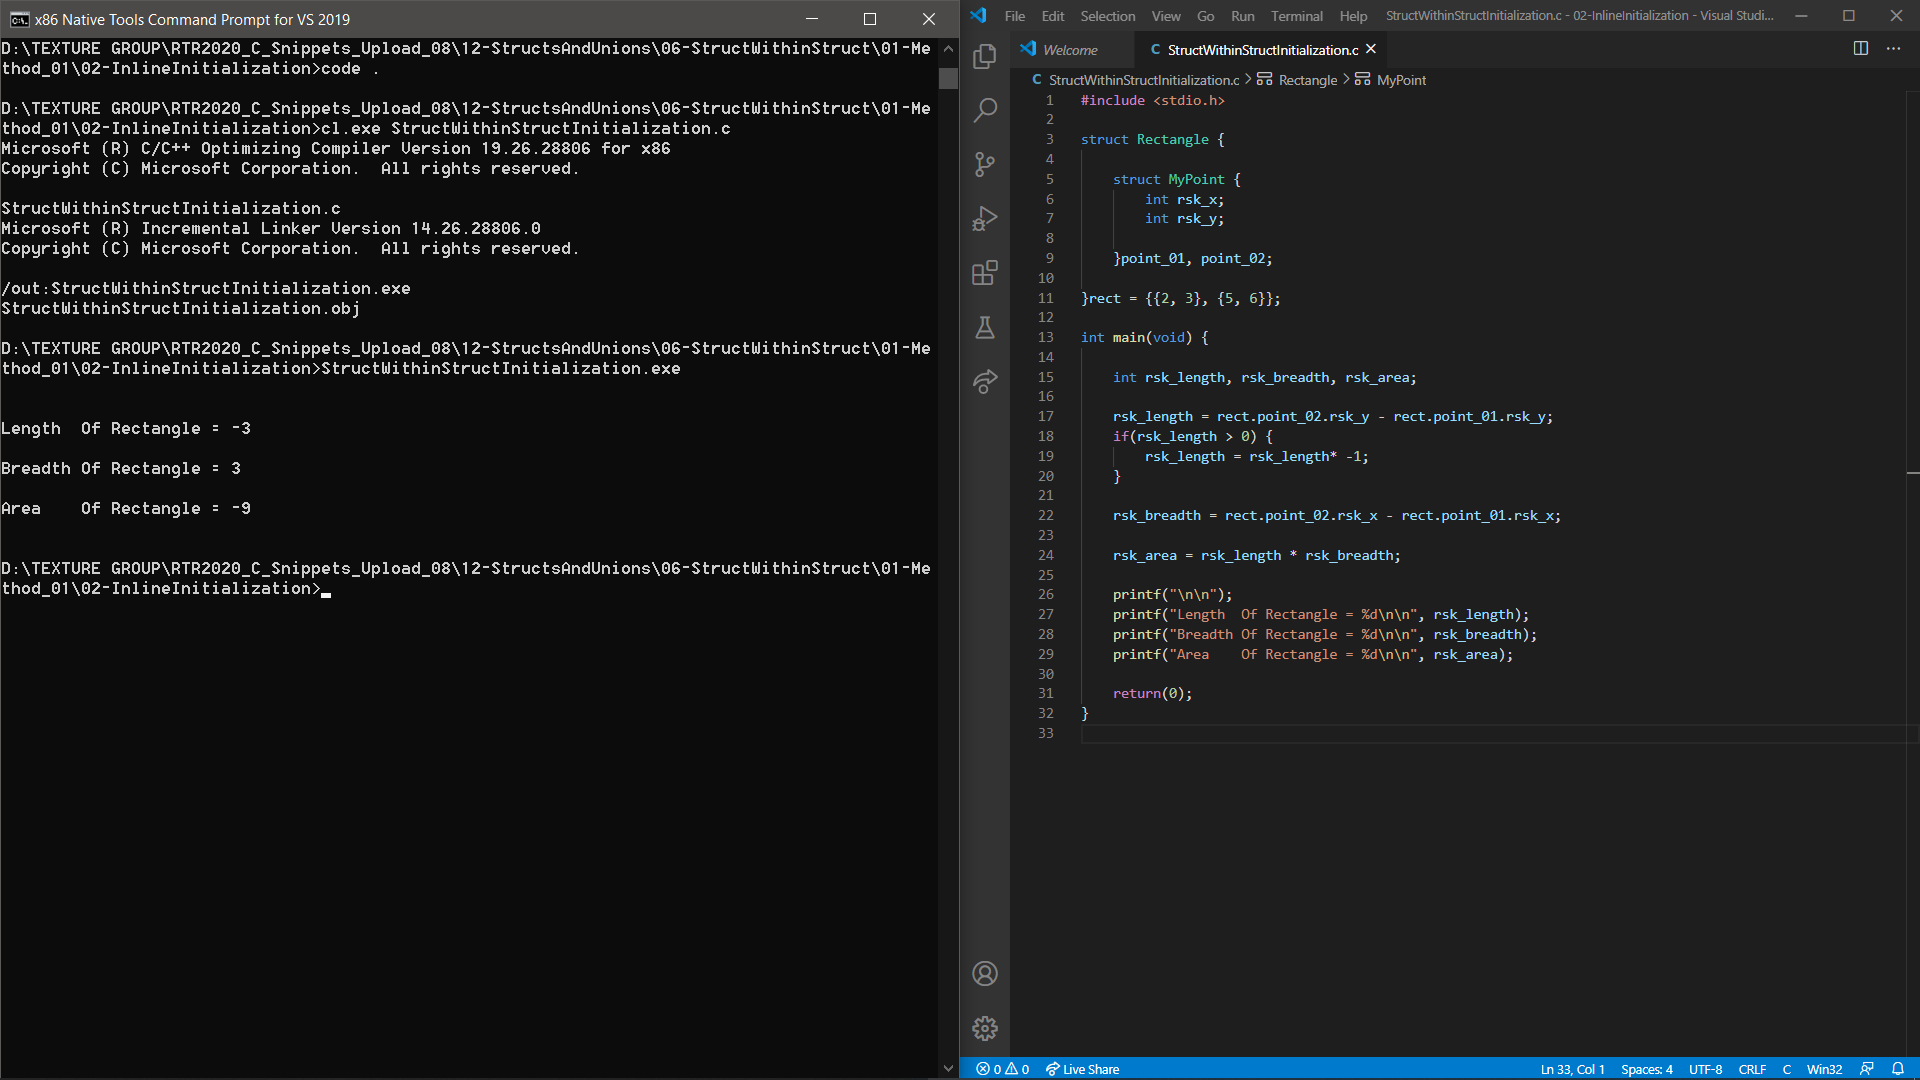 x86 Native Tools Command Prompt for VS 2019
D:\TEXTURE GROUP\RTR2020_C_Snippets_Upload_08\12-StructsAndUnions\06-StructWithinStruct\01-Me
thod_01\02-InlineInitialization>code .
D:\TEXTURE GROUP\RTR2020_C_Snippets_Upload_08\12-StructsAndUnions\06-StructWithinStruct\01-Me
thod_01\02-InlineInitialization>cl.exe StructWithinStructInitialization.c
Microsoft (R) C/C++ Optimizing Compiler Version 19.26.28806 for x86
Copyright (C) Microsoft Corporation.  All rights reserved.
StructWithinStructInitialization.c
Microsoft (R) Incremental Linker Version 14.26.28806.0
Copyright (C) Microsoft Corporation.  All rights reserved.
/out:StructWithinStructInitialization.exe
StructWithinStructInitialization.obj
D:\TEXTURE GROUP\RTR2020_C_Snippets_Upload_08\12-StructsAndUnions\06-StructWithinStruct\01-Me
thod_01\02-InlineInitialization>StructWithinStructInitialization.exe
Length  Of Rectangle = -3
Breadth Of Rectangle = 3
Area    Of Rectangle = -9
D:\TEXTURE GROUP\RTR2020_C_Snippets_Upload_08\12-StructsAndUnions\06-StructWithinStruct\01-Me
thod_01\02-InlineInitialization>
File Edit Selection View Go Run Terminal Help StructWithinStructInitialization.c - 02-InlineInitialization - Visual Studi...
Welcome C StructWithinStructInitialization.c
C StructWithinStructInitialization.c > Rectangle > MyPoint
1 #include <stdio.h>
2
3 struct Rectangle {
4
5     struct MyPoint {
6         int rsk_x;
7         int rsk_y;
8
9     }point_01, point_02;
10
11 }rect = {{2, 3}, {5, 6}};
12
13 int main(void) {
14
15     int rsk_length, rsk_breadth, rsk_area;
16
17     rsk_length = rect.point_02.rsk_y - rect.point_01.rsk_y;
18     if(rsk_length > 0) {
19         rsk_length = rsk_length* -1;
20     }
21
22     rsk_breadth = rect.point_02.rsk_x - rect.point_01.rsk_x;
23
24     rsk_area = rsk_length * rsk_breadth;
25
26     printf("\n\n");
27     printf("Length  Of Rectangle = %d\n\n", rsk_length);
28     printf("Breadth Of Rectangle = %d\n\n", rsk_breadth);
29     printf("Area    Of Rectangle = %d\n\n", rsk_area);
30
31     return(0);
32 }
33
0 0 Live Share Ln 33, Col 1 Spaces: 4 UTF-8 CRLF C Win32